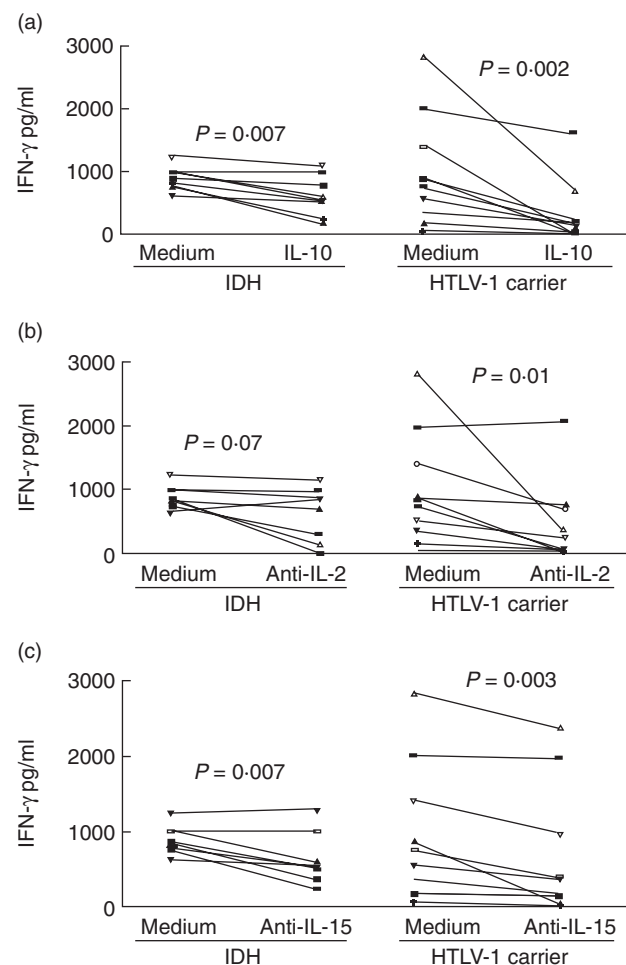 (a)
3000
P = 0·002
2000
P = 0·007
IFN-γ pg/ml
1000
0
Medium IL-10 Medium IL-10
IDH HTLV-1 carrier
(b)
3000
P = 0·01
2000
P = 0·07
IFN-γ pg/ml
1000
0
Medium Anti-IL-2 Medium Anti-IL-2
IDH HTLV-1 carrier
(c)
3000
P = 0·003
2000
P = 0·007
IFN-γ pg/ml
1000
0
Medium Anti-IL-15 Medium Anti-IL-15
IDH HTLV-1 carrier